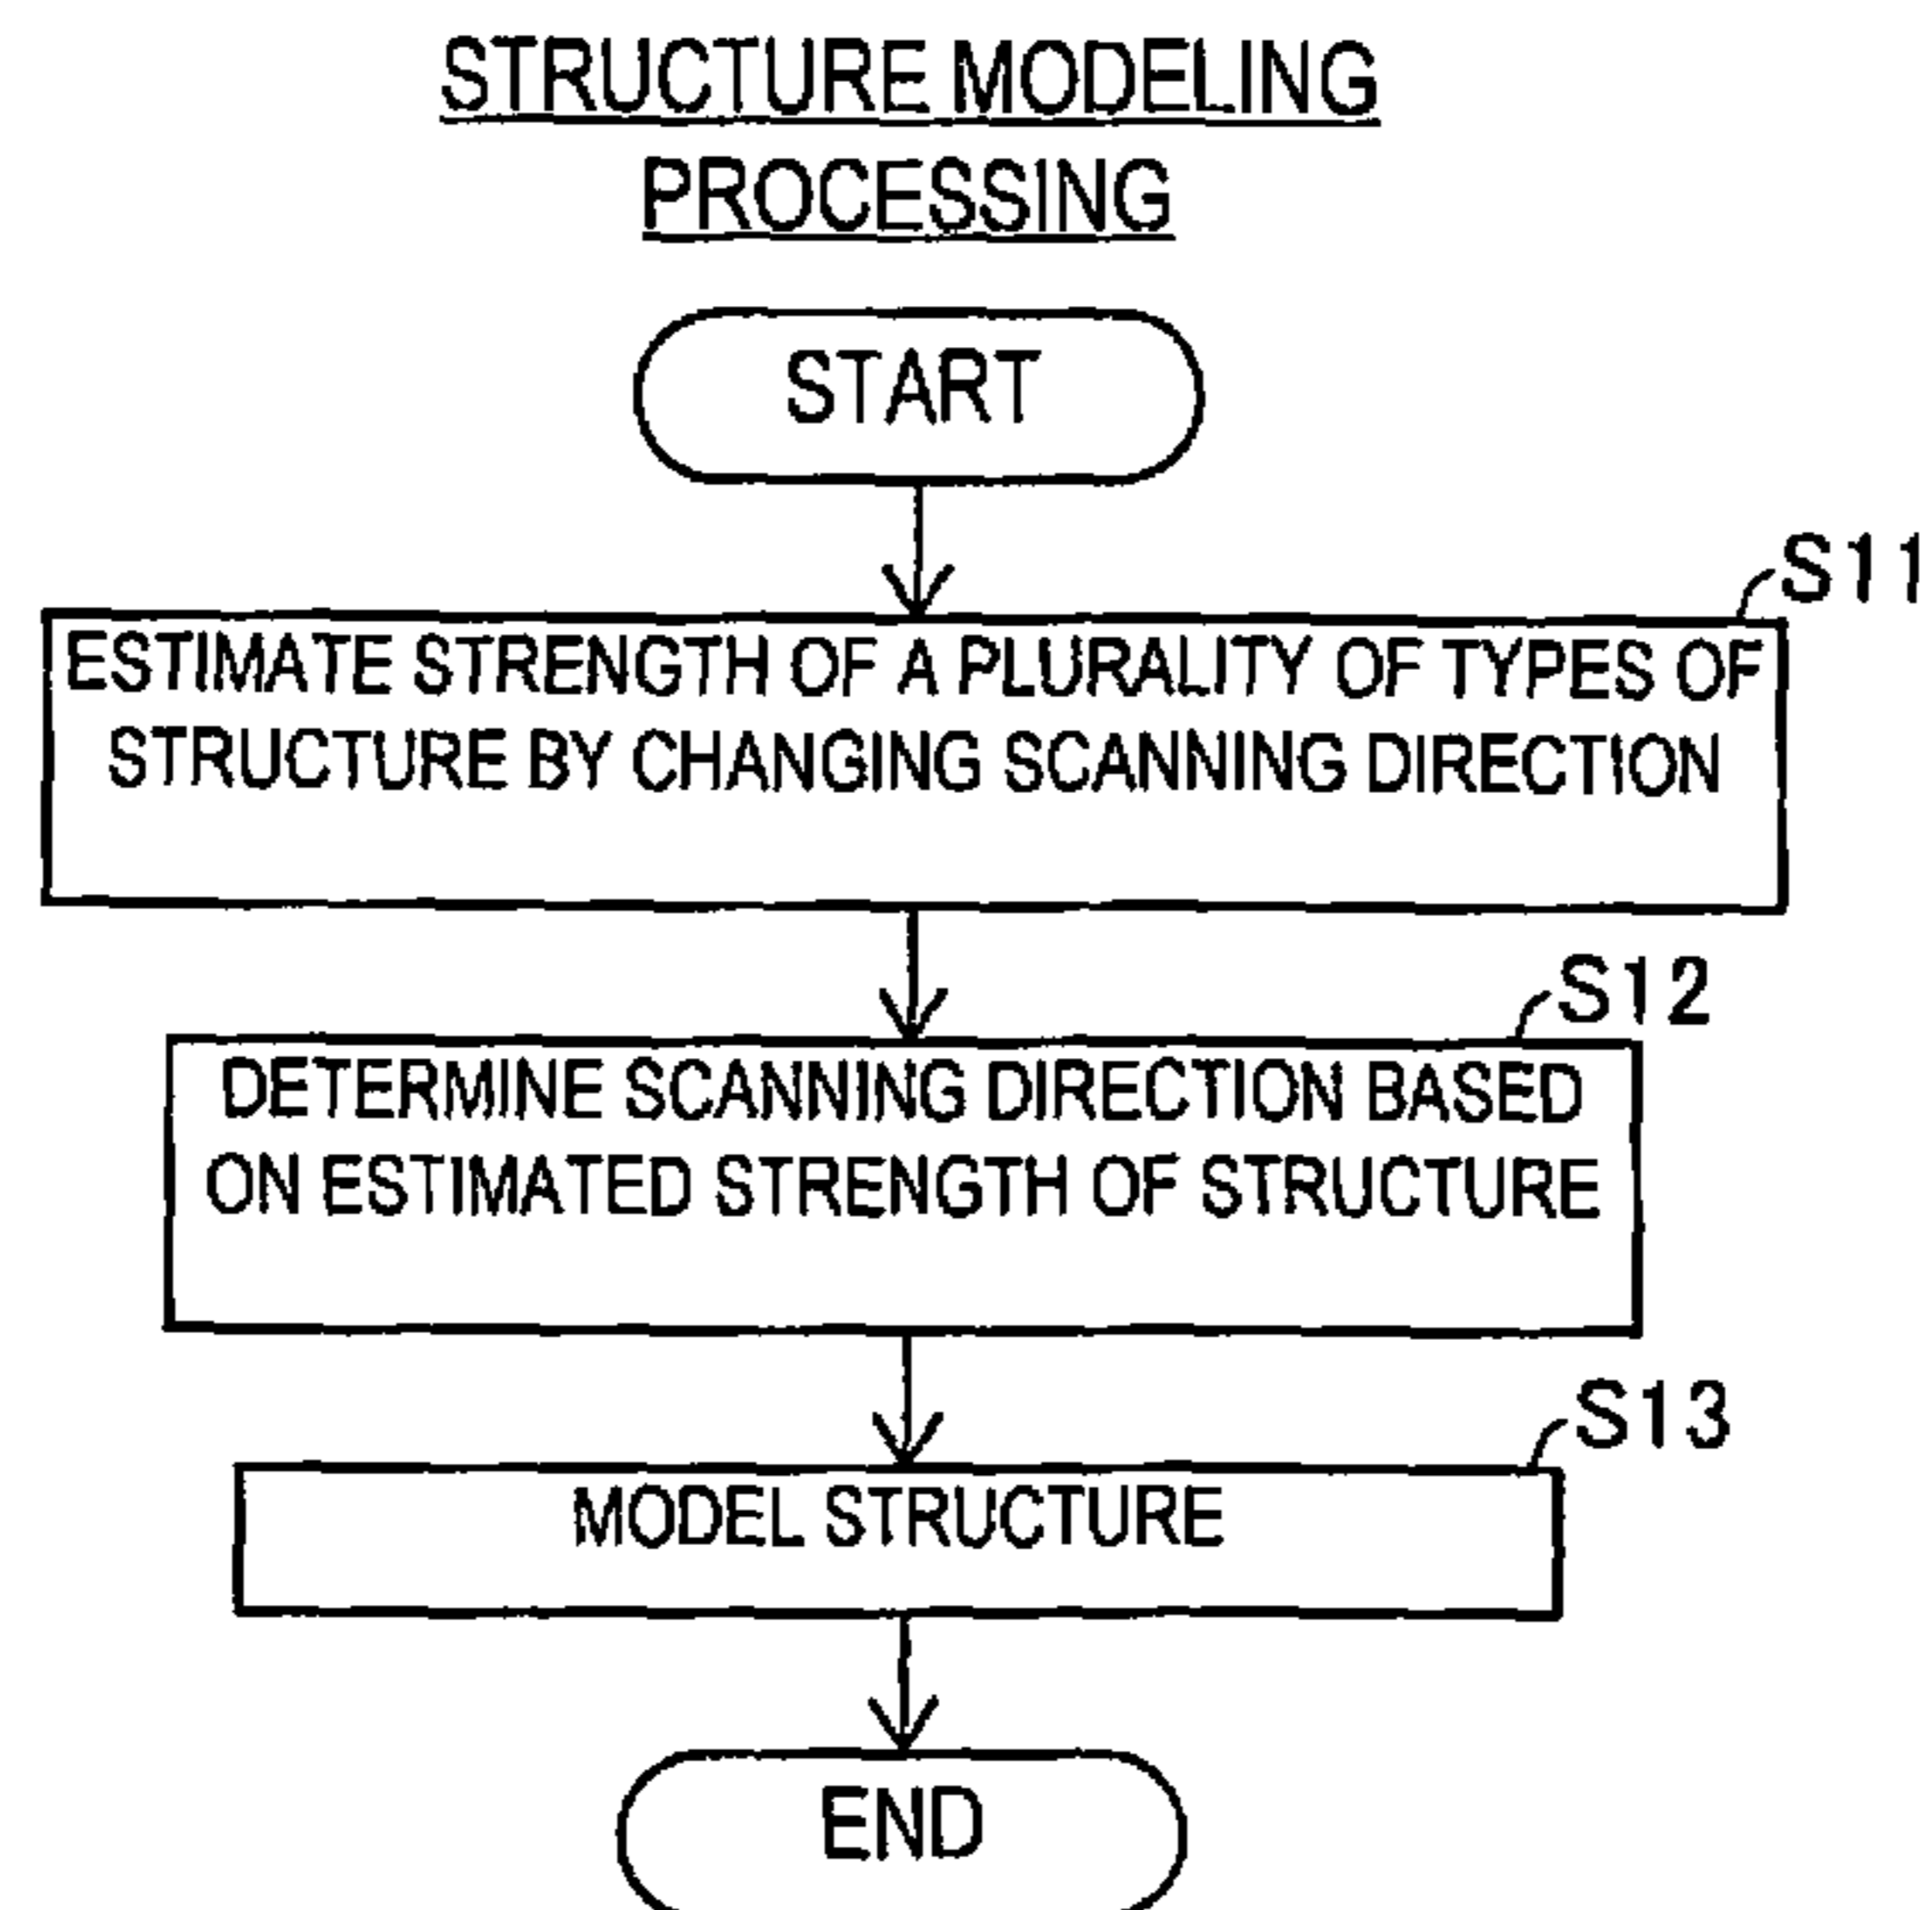 STRUCTURE MODELING
PROCESSING
START
S11
ESTIMATE STRENGTH OF A PLURALITY OF TYPES OF
STRUCTURE BY CHANGING SCANNING DIRECTION
S12
DETERMINE SCANNING DIRECTION BASED
ON ESTIMATED STRENGTH OF STRUCTURE
S13
MODEL STRUCTURE
END